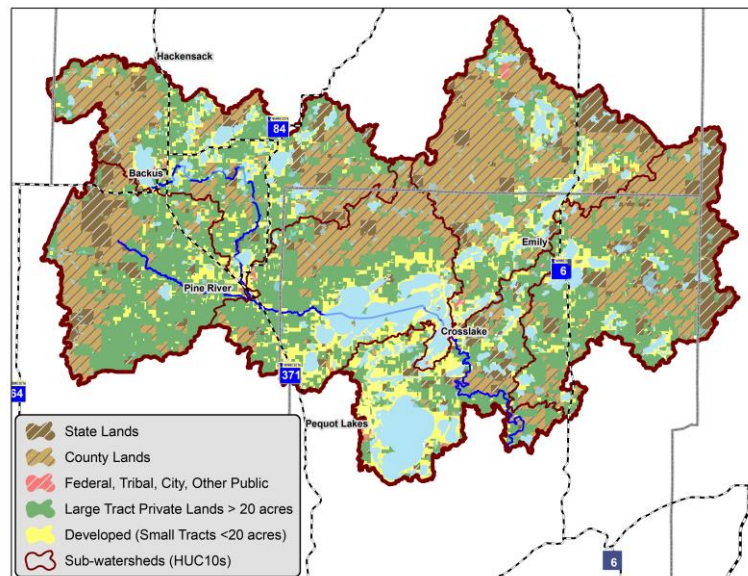 Hackensack
84
Backus
Emily
6
Pine River
Crosslake
371
64
Pequot Lakes
State Lands
County Lands
Federal, Tribal, City, Other Public
Large Tract Private Lands > 20 acres
Developed (Small Tracts <20 acres)
Sub-watersheds (HUC10s)
6